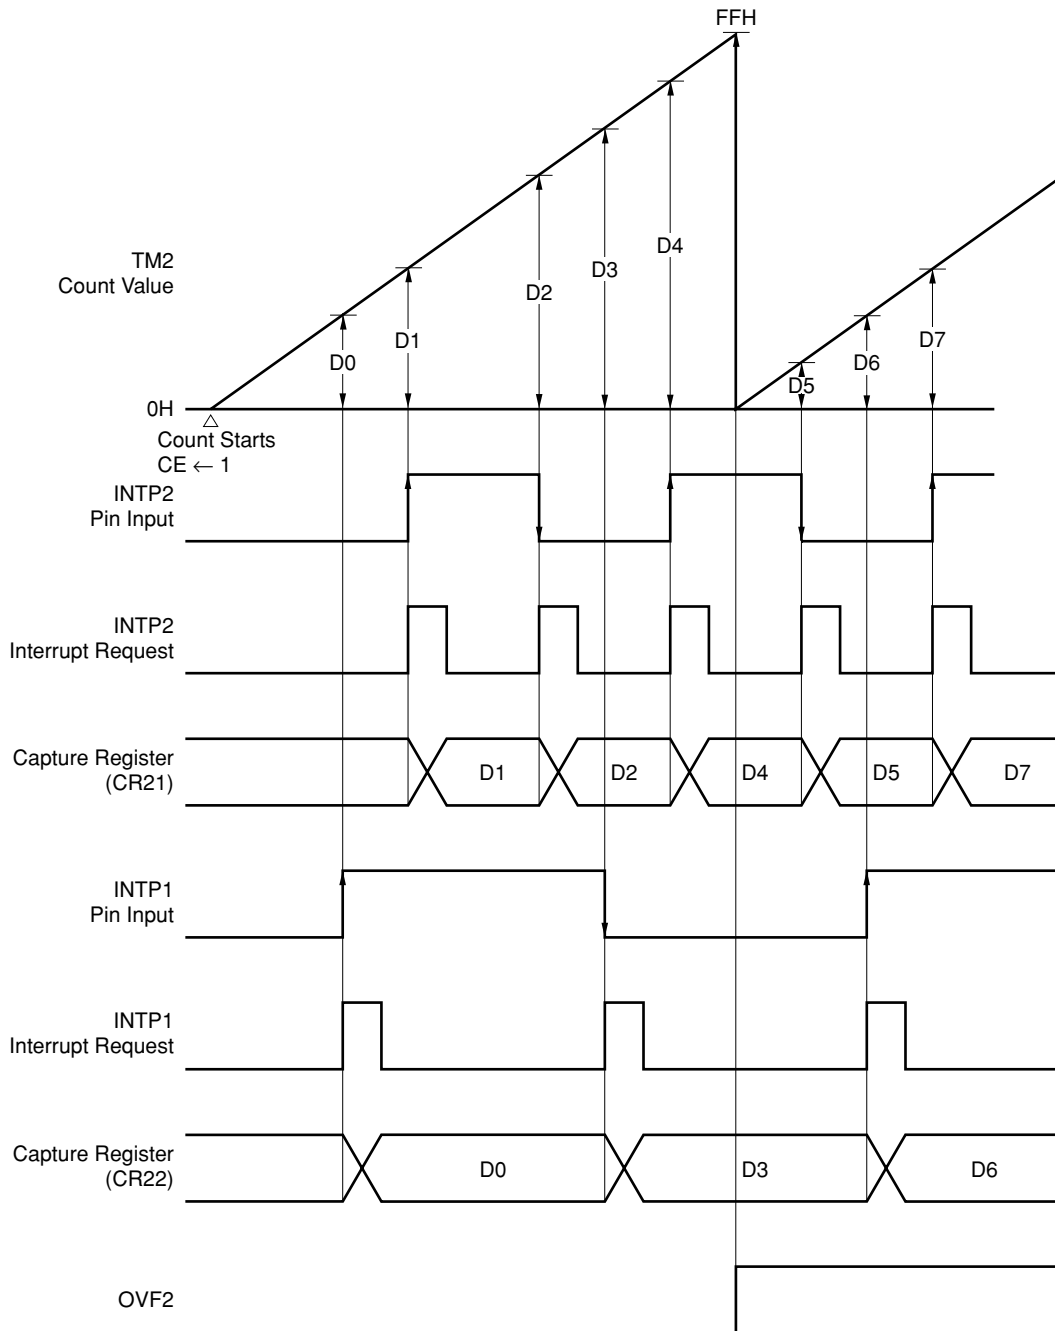 FFH
TM2
Count Value
D0
D1
D2
D3
D4
D5
D6
D7
0H
Count Starts
CE ← 1
INTP2
Pin Input
INTP2
Interrupt Request
Capture Register
(CR21)
D1
D2
D4
D5
D7
INTP1
Pin Input
INTP1
Interrupt Request
Capture Register
(CR22)
D0
D3
D6
OVF2